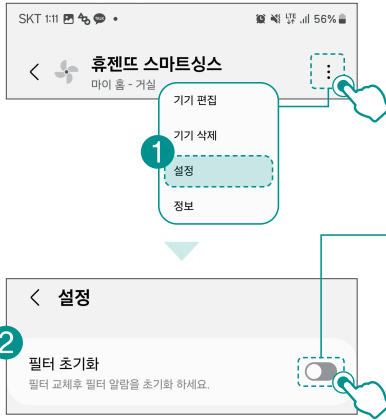 SKT 1:11
LTE 56%
휴젠뜨 스마트싱스
마이 홈 - 거실
기기 편집
기기 삭제
1
설정
정보
설정
2
필터 초기화
필터 교체후 필터 알람을 초기화 하세요.